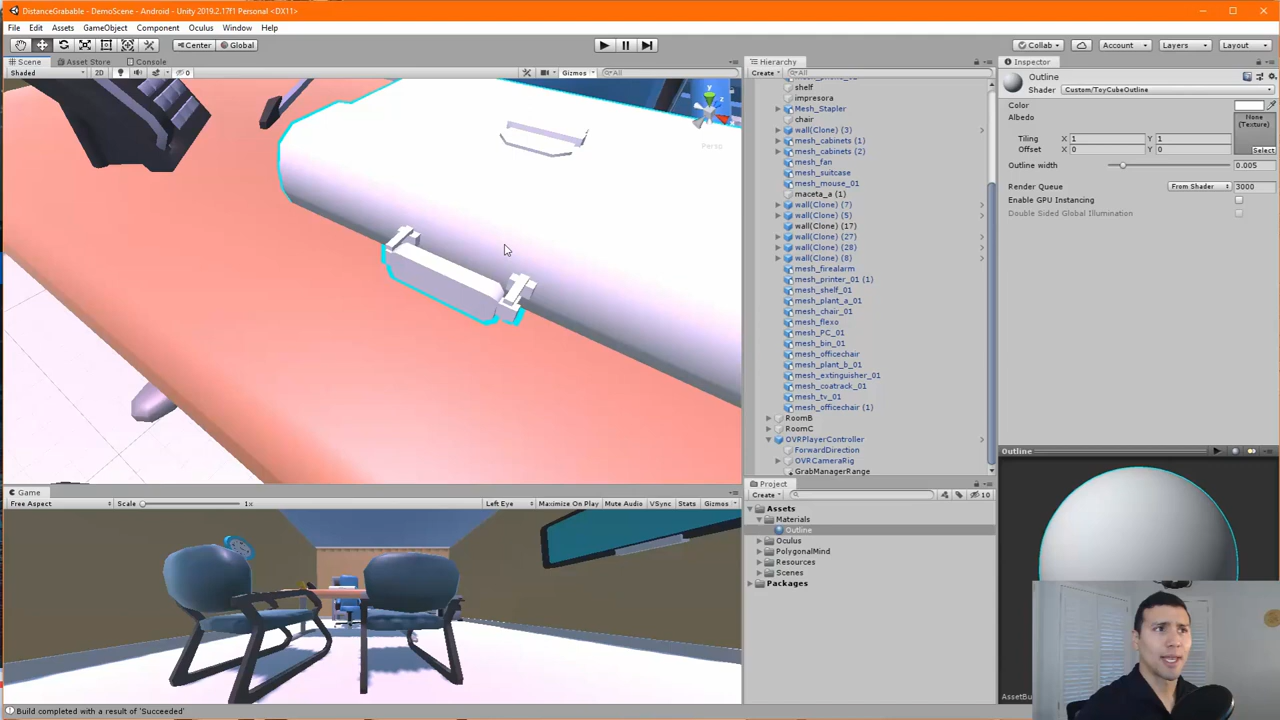 DistanceGrabable - DemoScene - Android - Unity 2019.2.17f1 Personal <DX11>
File Edit Assets GameObject Component Oculus Window Help
Center Global Collab Account Layers Layout
Scene Asset Store Console
Shaded 2D 0 Gizmos All
y
z
Persp
Hierarchy
Create All
shelf
impresora
Mesh_Stapler
chair
wall(Clone) (3)
mesh_cabinets (1)
mesh_cabinets (2)
mesh_fan
mesh_suitcase
mesh_mouse_01
maceta_a (1)
wall(Clone) (7)
wall(Clone) (5)
wall(Clone) (17)
wall(Clone) (27)
wall(Clone) (28)
wall(Clone) (8)
mesh_firealarm
mesh_printer_01 (1)
mesh_shelf_01
mesh_plant_a_01
mesh_chair_01
mesh_flexo
mesh_PC_01
mesh_bin_01
mesh_officechair
mesh_plant_b_01
mesh_extinguisher_01
mesh_coatrack_01
mesh_tv_01
mesh_officechair (1)
RoomB
RoomC
OVRPlayerController
ForwardDirection
OVRCameraRig
GrabManagerRange
Inspector
Outline
Shader Custom/ToyCubeOutline
Color
Albedo None (Texture)
Tiling X 1 Y 1
Offset X 0 Y 0 Select
Outline width 0.005
Render Queue From Shader 3000
Enable GPU Instancing
Double Sided Global Illumination
Game
Free Aspect Scale 1x Left Eye Maximize On Play Mute Audio VSync Stats Gizmos
Project
Create 10
Assets
Materials
Outline
Oculus
PolygonalMind
Resources
Scenes
Packages
Outline
Build completed with a result of 'Succeeded'